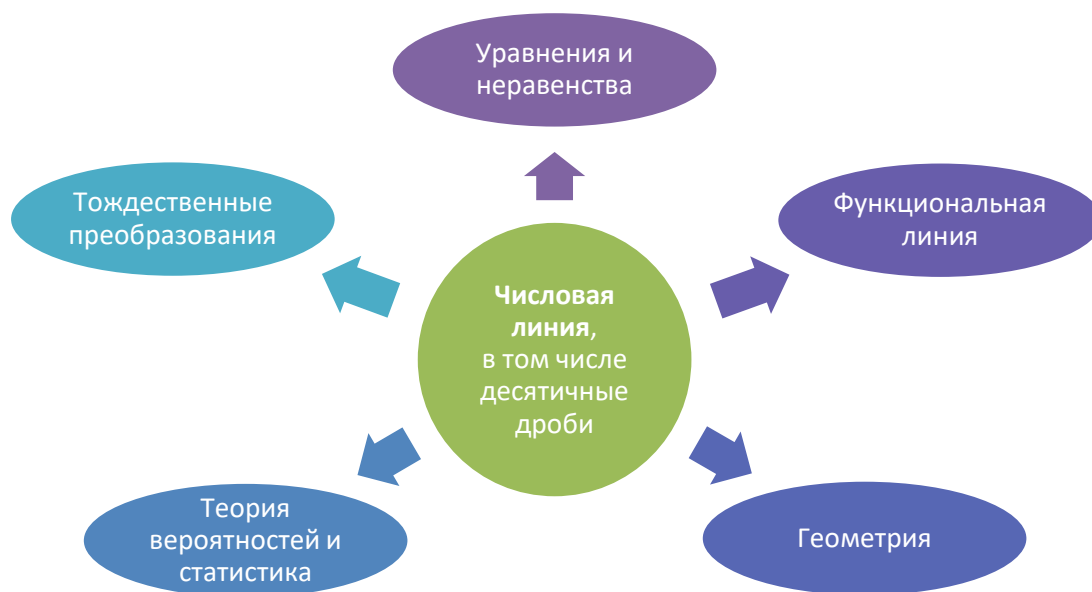 Уравнения и
неравенства
Тождественные
преобразования
Функциональная
линия
Числовая
линия,
в том числе
десятичные
дроби
Теория
вероятностей и
статистика
Геометрия